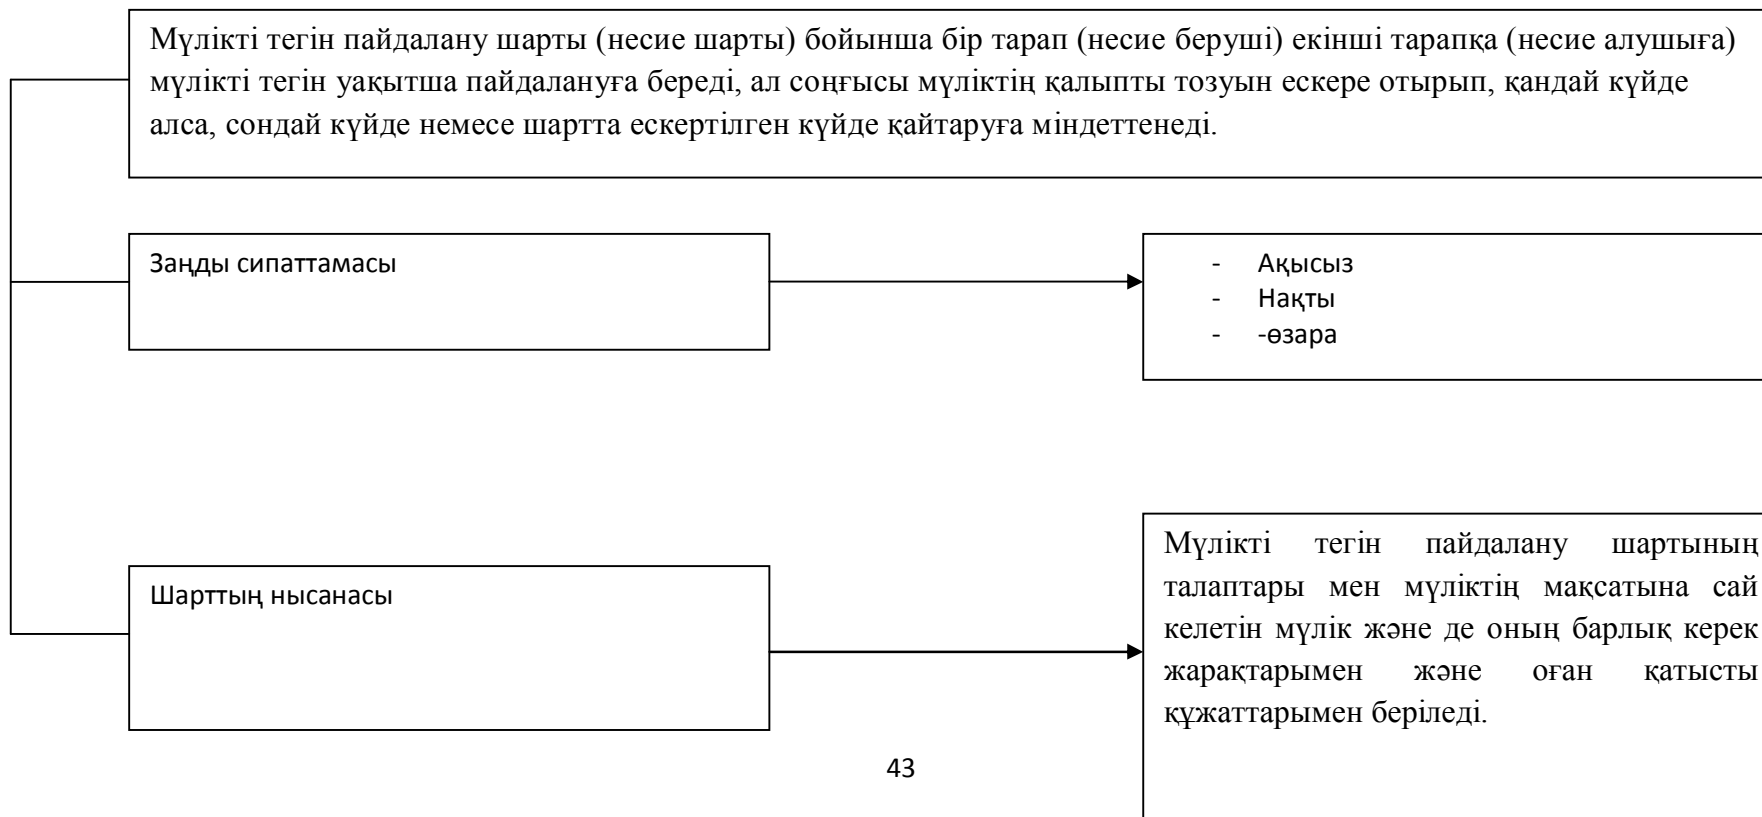 Мүлікті тегін пайдалану шарты (несие шарты) бойынша бір тарап (несие беруші) екінші тарапқа (несие алушыға)
мүлікті тегін уақытша пайдалануға береді, ал соңғысы мүліктің қалыпты тозуын ескере отырып, қандай күйде
алса, сондай күйде немесе шартта ескертілген күйде қайтаруға міндеттенеді.
Заңды сипаттамасы
- Ақысыз
- Нақты
- -өзара
Шарттың нысанасы
Мүлікті тегін пайдалану шартының
талаптары мен мүліктің мақсатына сай
келетін мүлік және де оның барлық керек
жарақтарымен және оған қатысты
құжаттарымен беріледі.
43